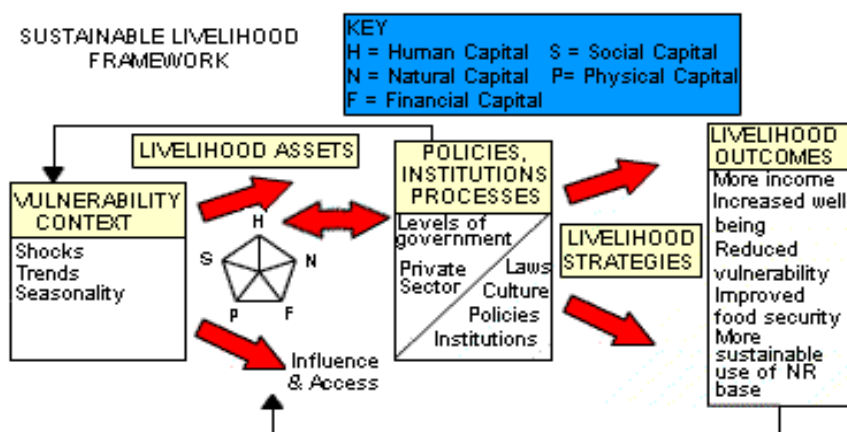 SUSTAINABLE LIVELIHOOD
FRAMEWORK
KEY
H = Human Capital S = Social Capital
N = Natural Capital P= Physical Capital
F = Financial Capital
LIVELIHOOD ASSETS
VULNERABILITY
CONTEXT
Shocks
Trends
Seasonality
H
S
N
P
F
Influence
& Access
POLICIES,
INSTITUTIONS
PROCESSES
Levels of
government
Private
Sector
Laws
Culture
Policies
Institutions
LIVELIHOOD
STRATEGIES
LIVELIHOOD
OUTCOMES
More income
Increased well
being
Reduced
vulnerability
Improved
food security
More
sustainable
use of NR
base